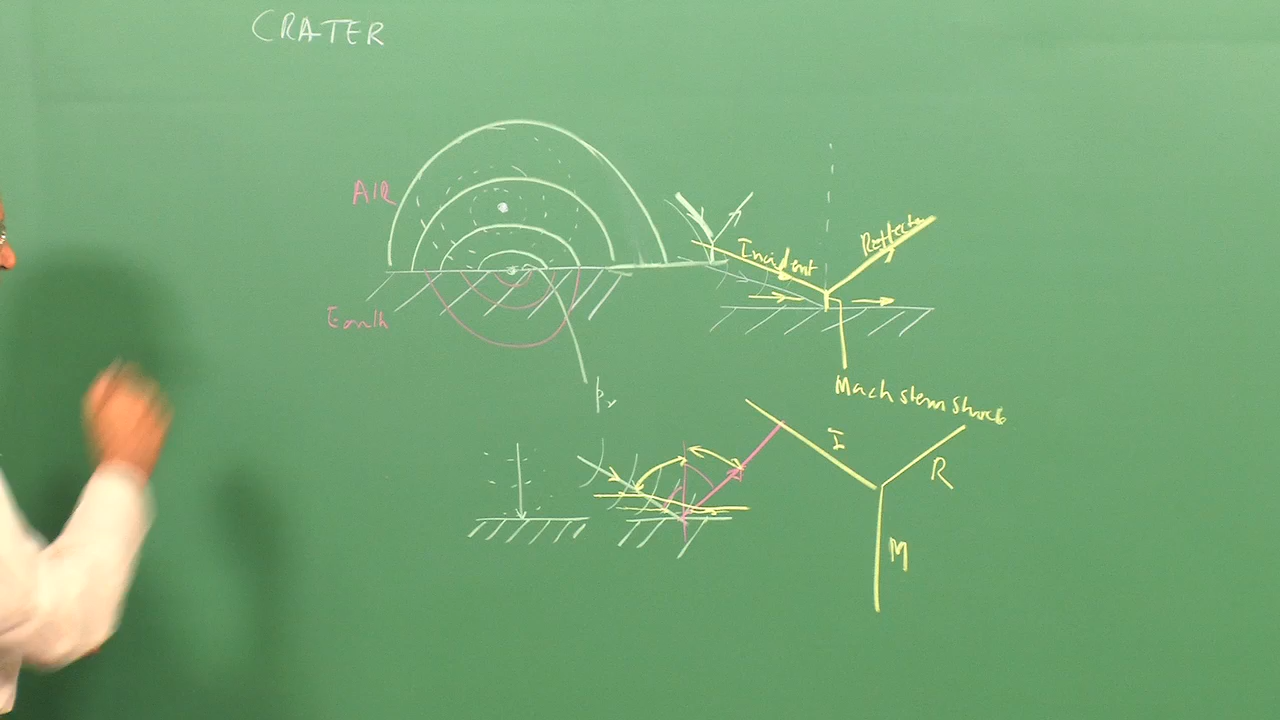 CRATER
AIR
Earth
Incident
Reflected
Mach stem Shock
I
R
M